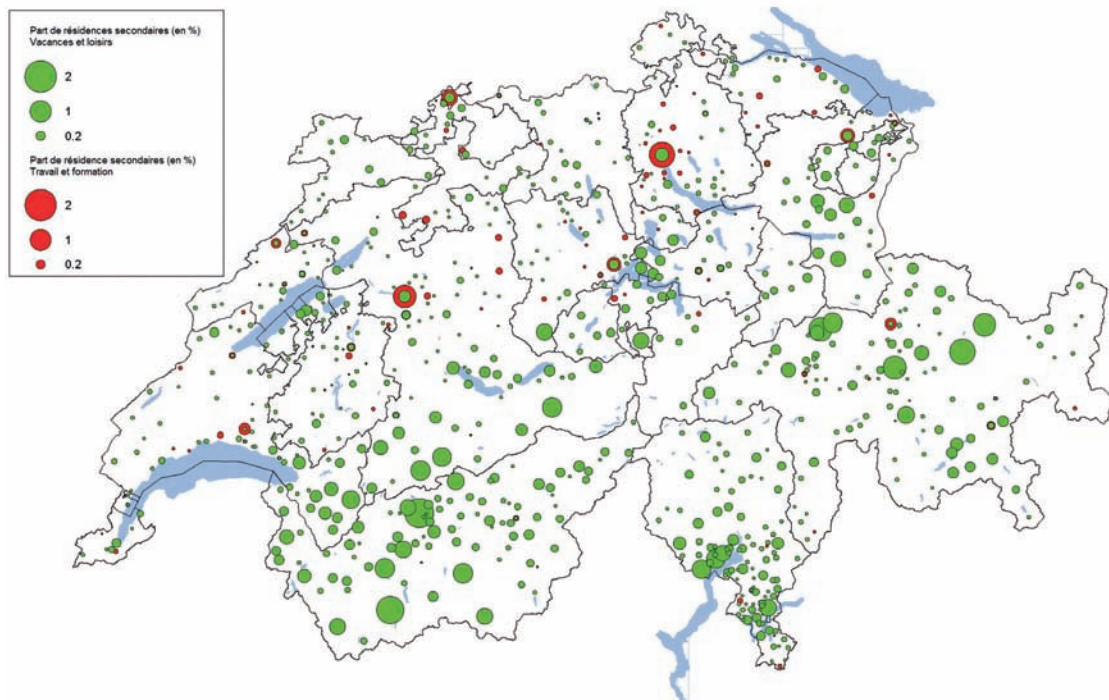 Part de résidences secondaires (en %)
Vacances et loisirs
2
1
0.2
Part de résidence secondaires (en %)
Travail et formation
2
1
0.2